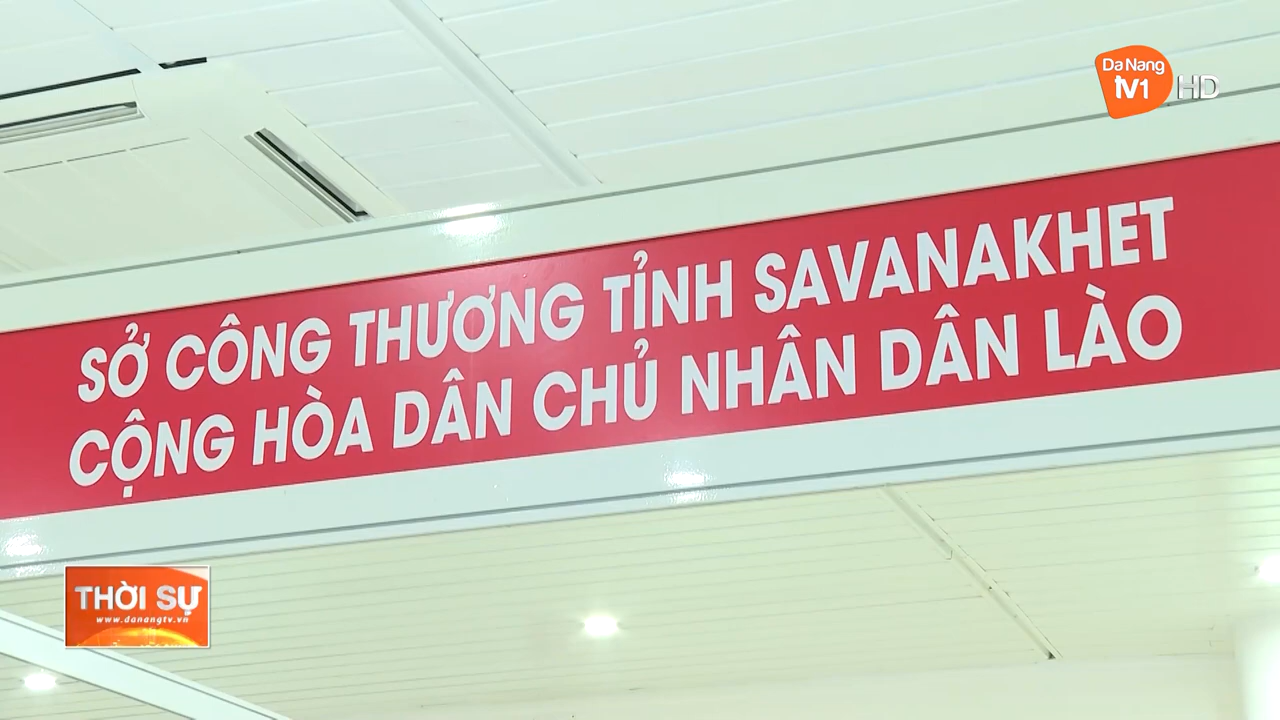 Da Nang
TV1 HD
SỞ CÔNG THƯƠNG TỈNH SAVANAKHET
CỘNG HÒA DÂN CHỦ NHÂN DÂN LÀO
THỜI SỰ
www.danangtv.vn